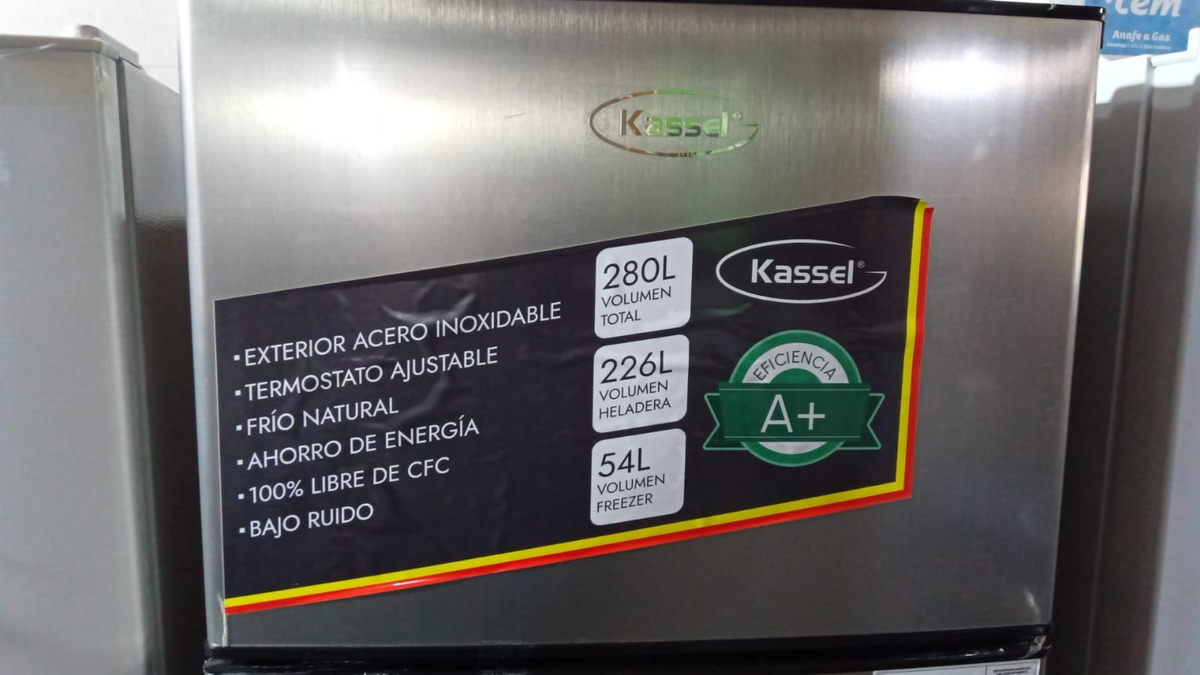 cem
Anafe a Gas
Kassel
Kassel®
280L
VOLUMEN
TOTAL
226L
VOLUMEN
HELADERA
54L
VOLUMEN
FREEZER
EFICIENCIA
A+
▪EXTERIOR ACERO INOXIDABLE
▪TERMOSTATO AJUSTABLE
▪FRÍO NATURAL
▪AHORRO DE ENERGÍA
▪100% LIBRE DE CFC
▪BAJO RUIDO